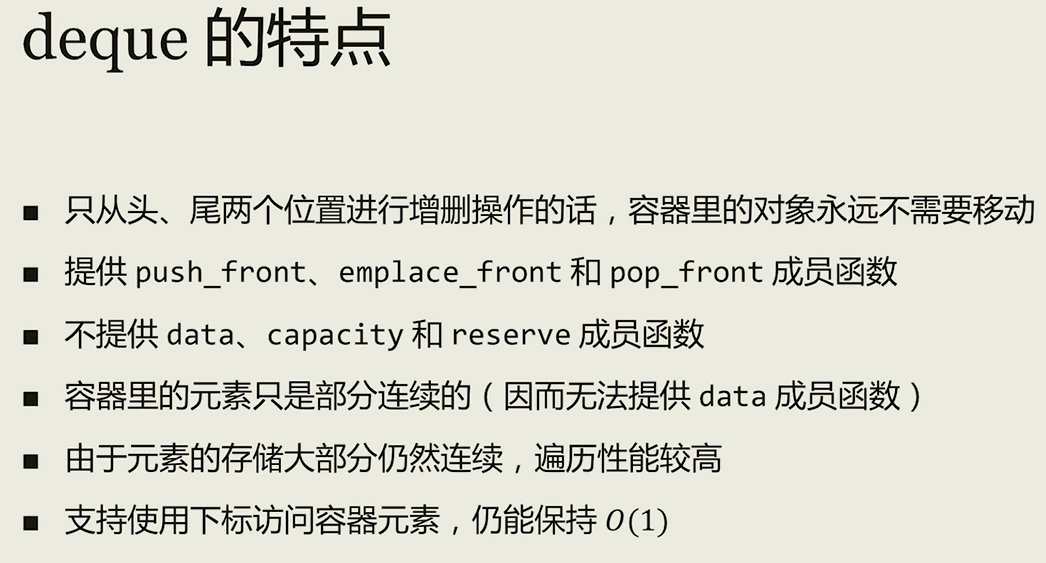 deque 的特点
■ 只从头、尾两个位置进行增删操作的话，容器里的对象永远不需要移动
■ 提供 push_front、emplace_front 和 pop_front 成员函数
■ 不提供 data、capacity 和 reserve 成员函数
■ 容器里的元素只是部分连续的（因而无法提供 data 成员函数）
■ 由于元素的存储大部分仍然连续，遍历性能较高
■ 支持使用下标访问容器元素，仍能保持 O(1)